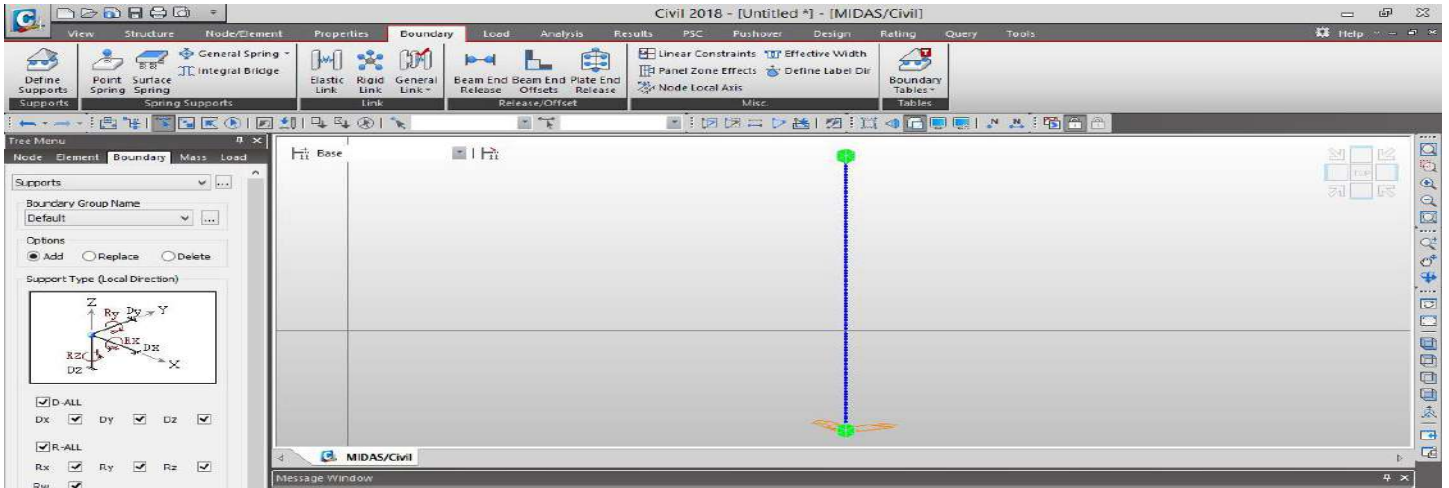 Civil 2018 - [Untitled *] - [MIDAS/Civil]
View Structure Node/Element Properties Boundary Load Analysis Results PSC Pushover Design Rating Query Tools Help
Define Supports
Point Spring
Surface Spring
General Spring
Integral Bridge
Elastic Link
Rigid Link
General Link
Beam End Release
Beam End Offsets
Plate End Release
Linear Constraints Effective Width
Panel Zone Effects Define Label Dir
Node Local Axis
Boundary Tables
Supports Spring Supports Link Release/Offset Misc. Tables
Tree Menu
Node Element Boundary Mass Load
Base
TOP
Supports
Boundary Group Name
Default
Options
Add Replace Delete
Support Type (Local Direction)
Z
Ry Dy Y
Rx Dx
Rz X
Dz
D-ALL
Dx Dy Dz
R-ALL
Rx Ry Rz
Rw
MIDAS/Civil
Message Window